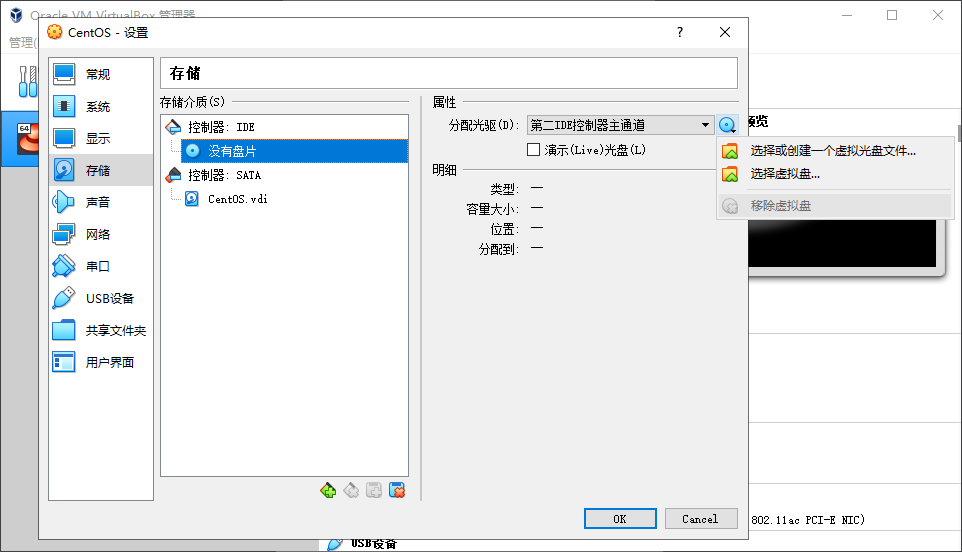 Oracle VM VirtualBox 管理器
管理(
CentOS - 设置
?
64
常规
系统
显示
存储
声音
网络
串口
USB设备
共享文件夹
用户界面
存储
存储介质(S)
控制器: IDE
没有盘片
控制器: SATA
CentOS.vdi
属性
分配光驱(D): 第二IDE控制器主通道
演示(Live)光盘(L)
明细
类型: —
容量大小: —
位置: —
分配到: —
预览
选择或创建一个虚拟光盘文件...
选择虚拟盘...
移除虚拟盘
OK
Cancel
802.11ac PCI-E NIC)
USB设备